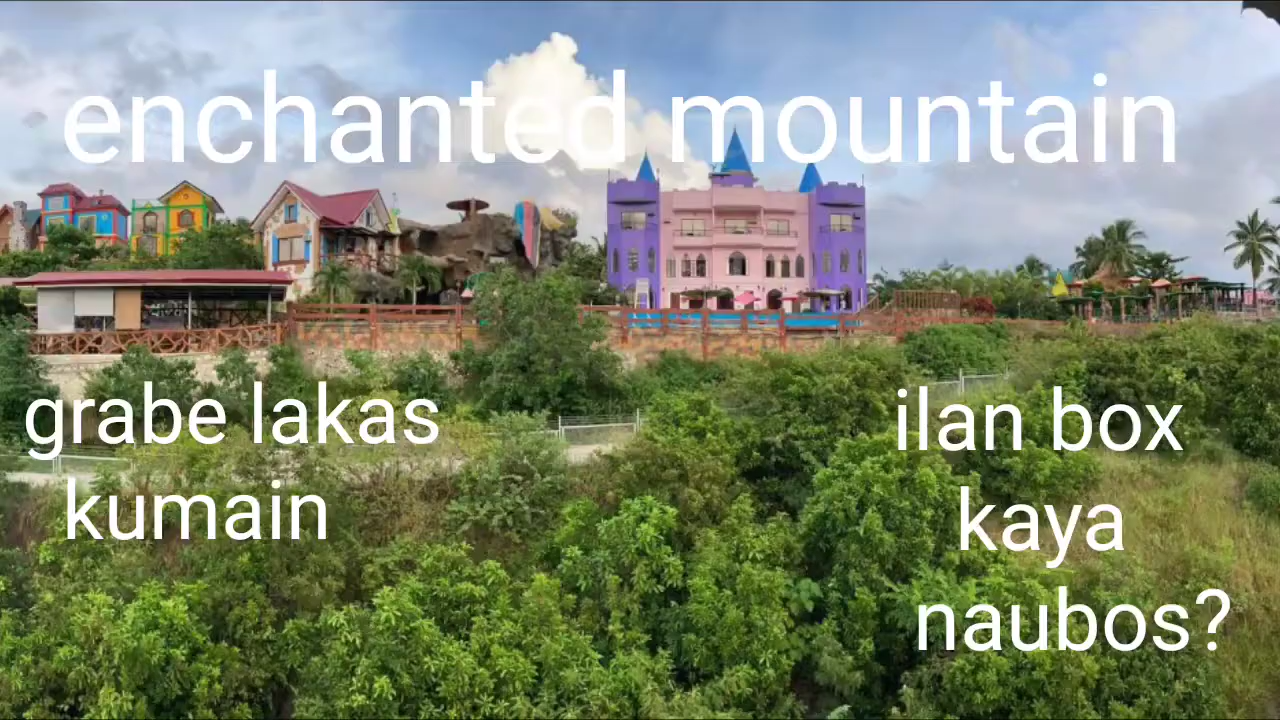 enchanted mountain
grabe lakas
kumain
ilan box
kaya
naubos?